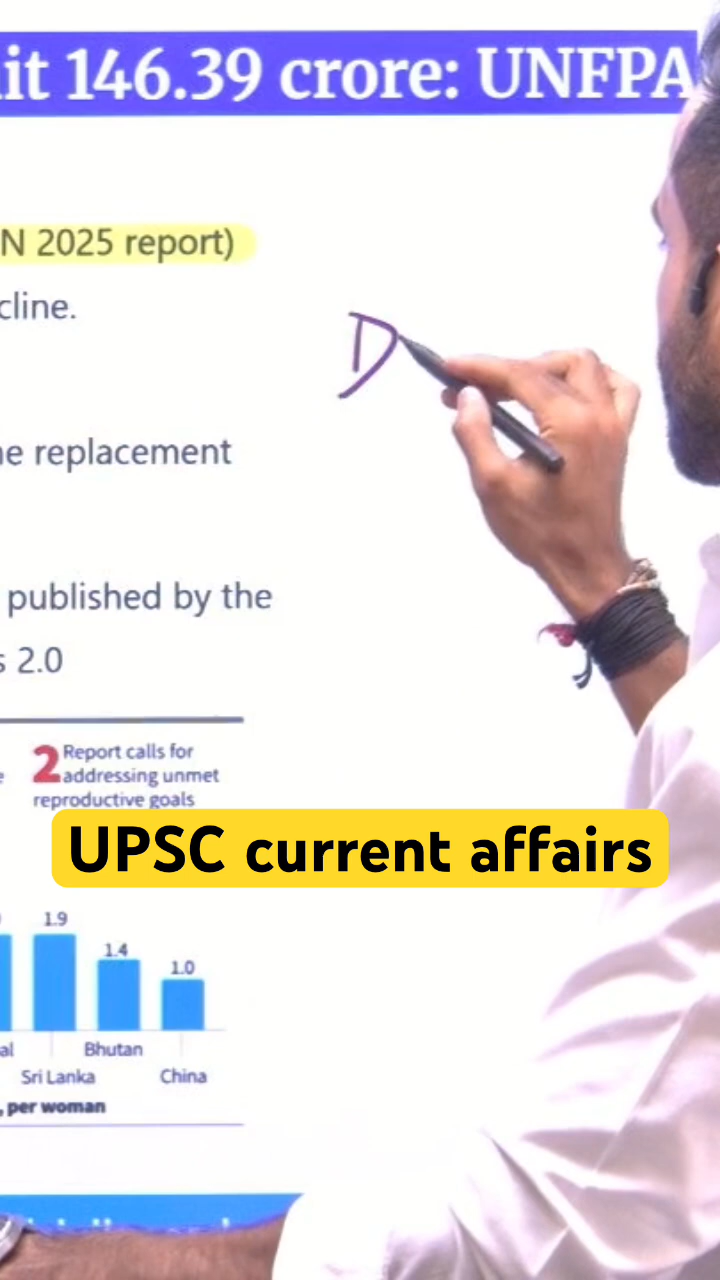 it 146.39 crore: UNFPA
N 2025 report)
cline.
D
e replacement
published by the
s 2.0
2 Report calls for
addressing unmet
reproductive goals
UPSC current affairs
1.9
1.4
1.0
al
Bhutan
Sri Lanka
China
, per woman